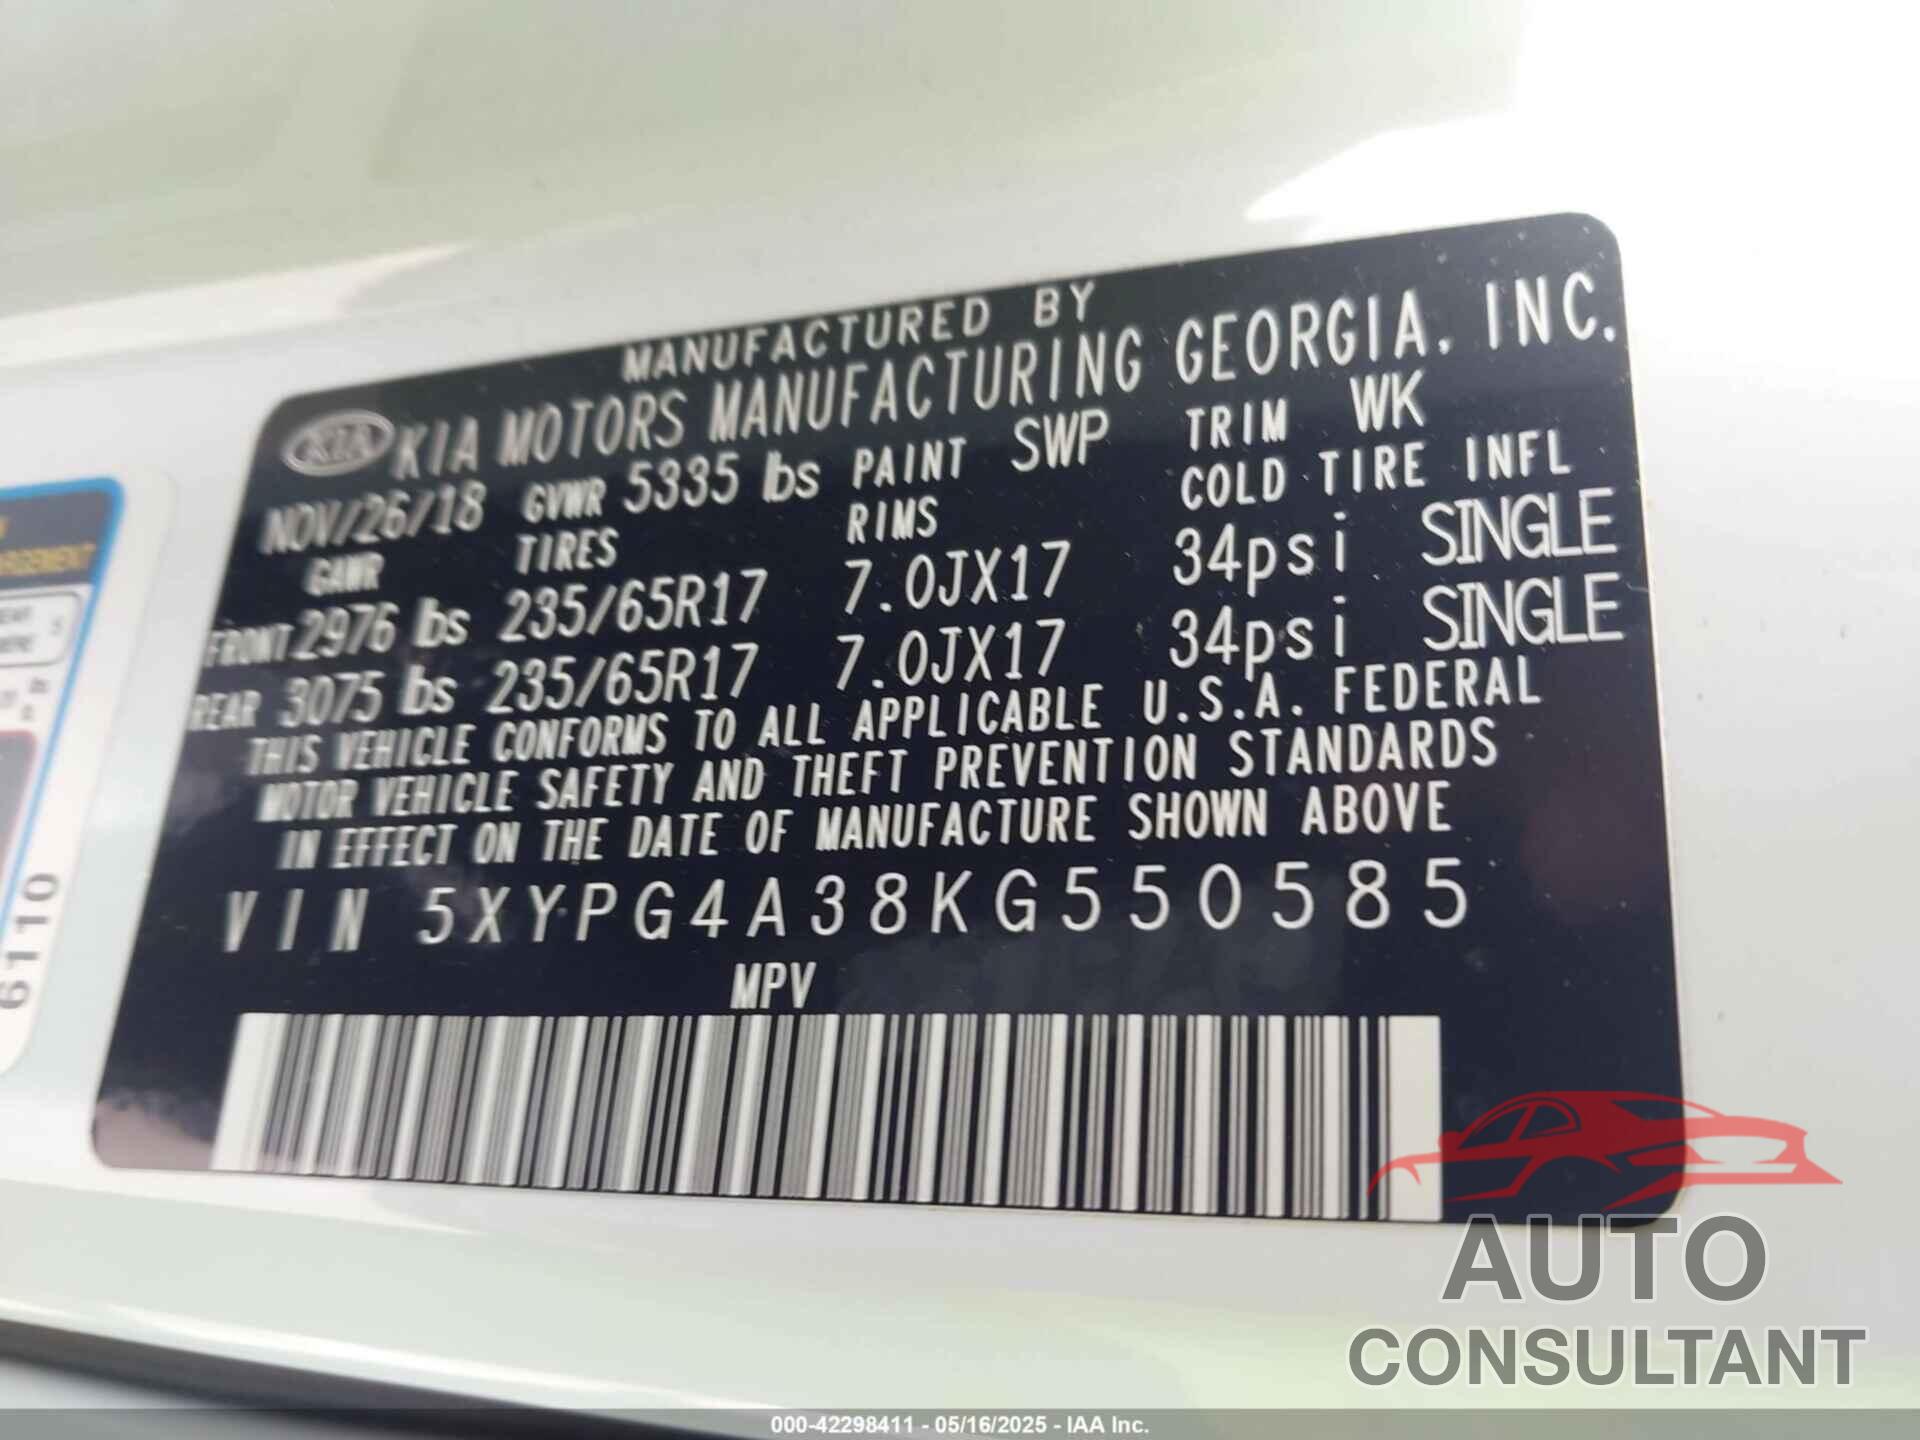 MANUFACTURED BY
KIA KIA MOTORS MANUFACTURING GEORGIA, INC.
NOV/26/18 GVWR 5335 lbs PAINT SWP TRIM WK
GAWR TIRES RIMS COLD TIRE INFL
FRONT 2976 lbs 235/65R17 7.0JX17 34psi SINGLE
REAR 3075 lbs 235/65R17 7.0JX17 34psi SINGLE
THIS VEHICLE CONFORMS TO ALL APPLICABLE U.S.A. FEDERAL
MOTOR VEHICLE SAFETY AND THEFT PREVENTION STANDARDS
IN EFFECT ON THE DATE OF MANUFACTURE SHOWN ABOVE
VIN 5XYPG4A38KG550585
MPV
6110
AUTO
CONSULTANT
000-42298411 - 05/16/2025 - IAA Inc.